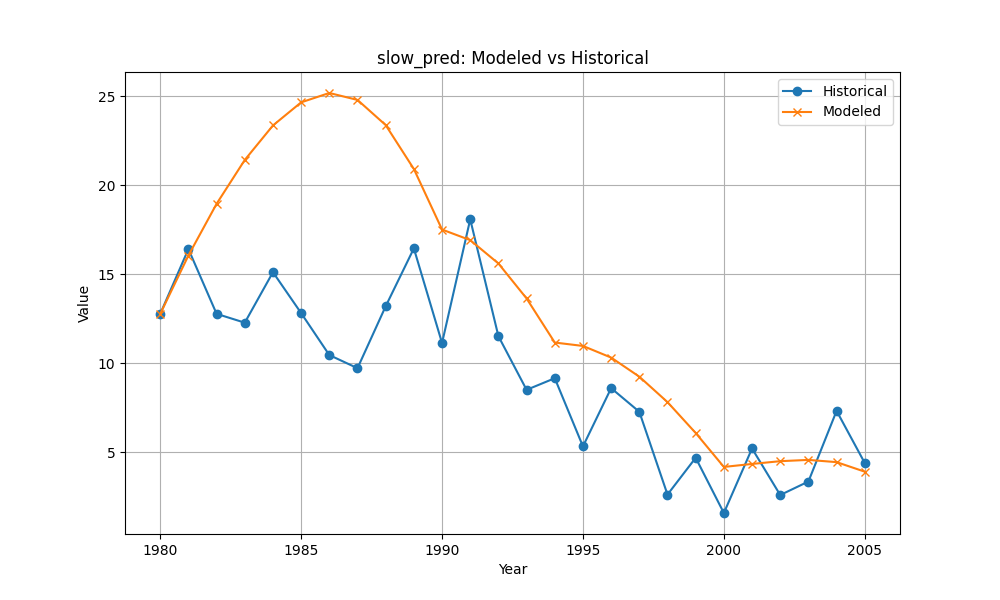 slow_pred: Modeled vs Historical
Historical
Modeled
Value
25
20
15
10
5
1980 1985 1990 1995 2000 2005
Year